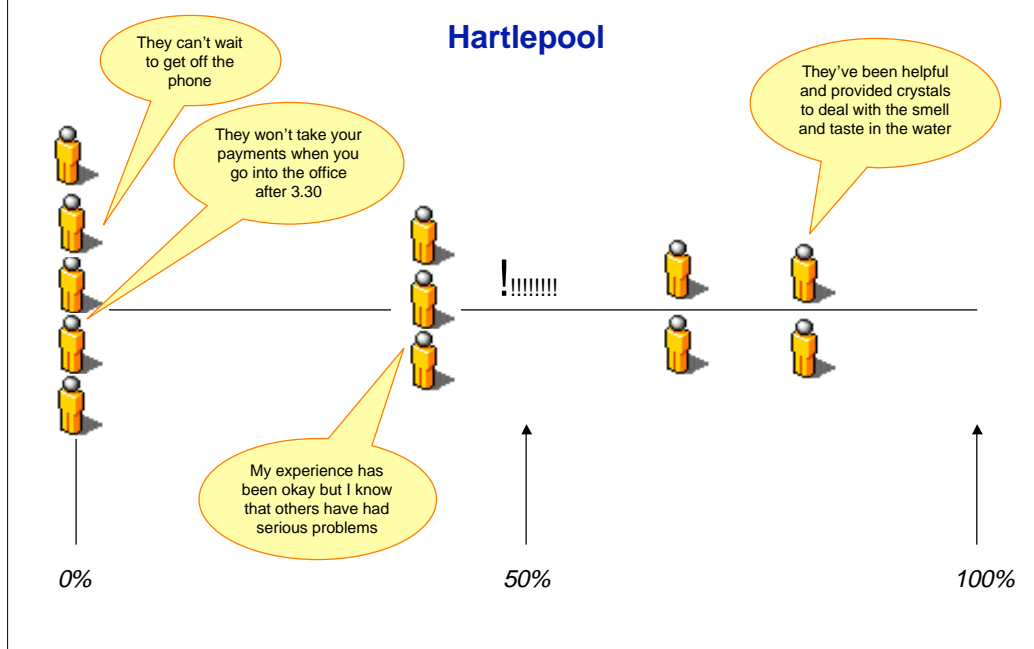 Hartlepool
They can’t wait
to get off the
phone
They won’t take your
payments when you
go into the office
after 3.30
They’ve been helpful
and provided crystals
to deal with the smell
and taste in the water
!!!!!!!!!
My experience has
been okay but I know
that others have had
serious problems
0%
50%
100%